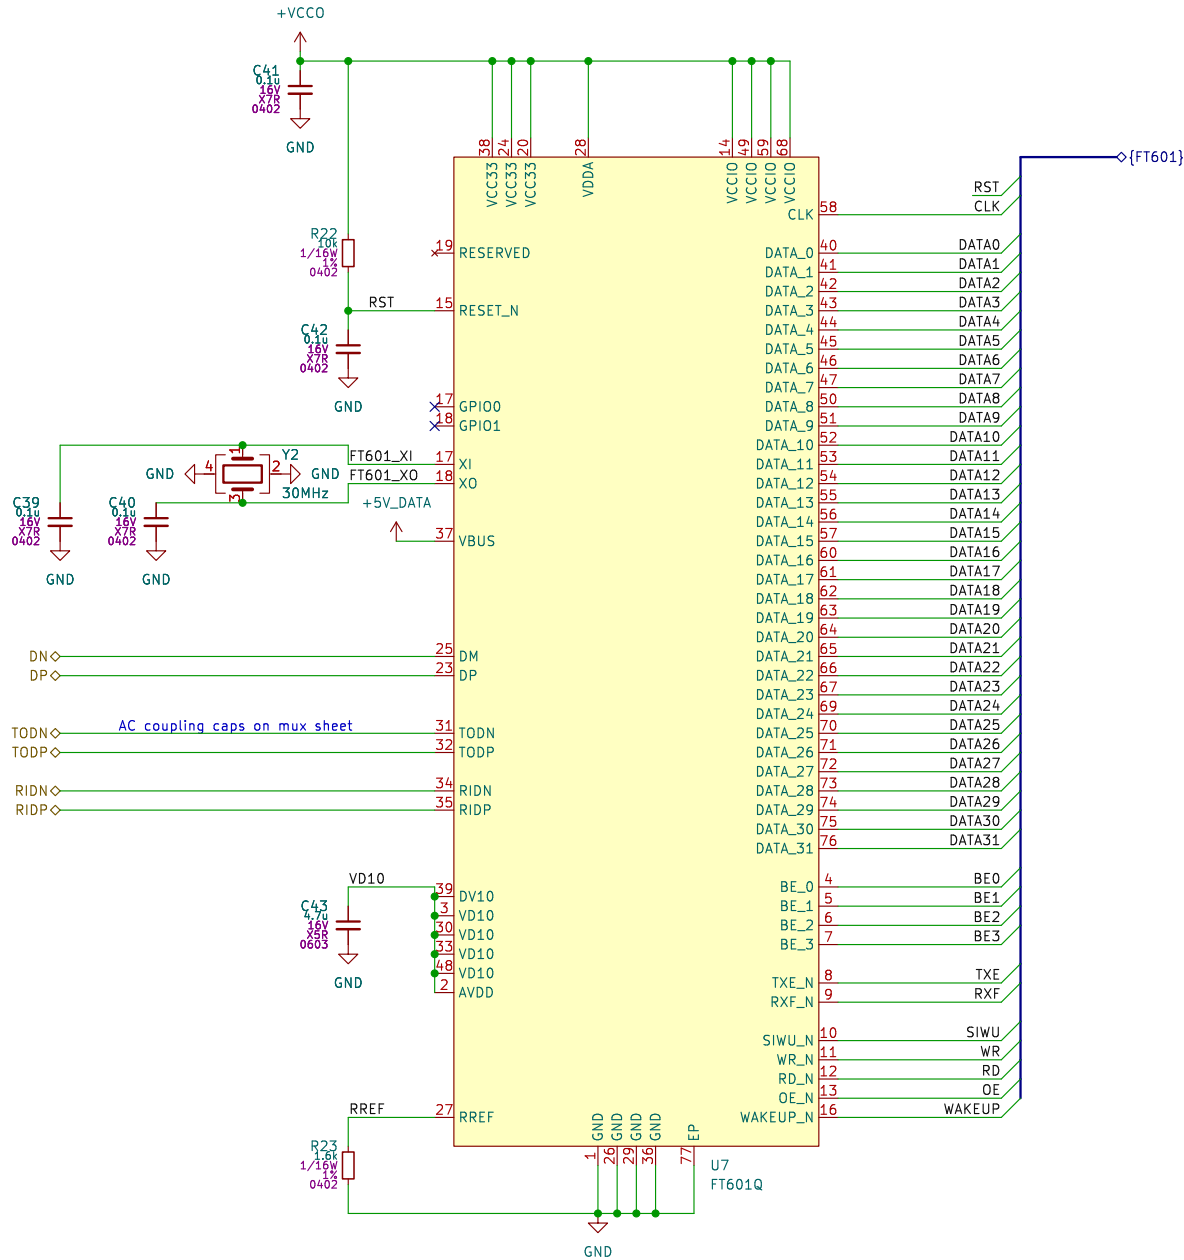 +VCCO
C41
0.1u
16V
X7R
0402
GND
38
24
20
28
14
49
59
68
VCC33
VCC33
VCC33
VDDA
VCCIO
VCCIO
VCCIO
VCCIO
{FT601}
R22
10k
1/16W
1%
0402
19 RESERVED
RST
15 RESET_N
C42
0.1u
16V
X7R
0402
GND
17 GPIO0
18 GPIO1
1
Y2
GND 4 2 GND
3
30MHz
FT601_XI
17 XI
FT601_XO
18 XO
C39
0.1u
16V
X7R
0402
GND
C40
0.1u
16V
X7R
0402
GND
+5V_DATA
37 VBUS
DN 25 DM
DP 23 DP
AC coupling caps on mux sheet
TODN 31 TODN
TODP 32 TODP
RIDN 34 RIDN
RIDP 35 RIDP
VD10
C43
4.7u
16V
X5R
0603
GND
39 DV10
3 VD10
30 VD10
33 VD10
48 VD10
2 AVDD
RREF
27 RREF
R23
1.6k
1/16W
1%
0402
RST
CLK 58 CLK
DATA_0 40 DATA0
DATA_1 41 DATA1
DATA_2 42 DATA2
DATA_3 43 DATA3
DATA_4 44 DATA4
DATA_5 45 DATA5
DATA_6 46 DATA6
DATA_7 47 DATA7
DATA_8 50 DATA8
DATA_9 51 DATA9
DATA_10 52 DATA10
DATA_11 53 DATA11
DATA_12 54 DATA12
DATA_13 55 DATA13
DATA_14 56 DATA14
DATA_15 57 DATA15
DATA_16 60 DATA16
DATA_17 61 DATA17
DATA_18 62 DATA18
DATA_19 63 DATA19
DATA_20 64 DATA20
DATA_21 65 DATA21
DATA_22 66 DATA22
DATA_23 67 DATA23
DATA_24 69 DATA24
DATA_25 70 DATA25
DATA_26 71 DATA26
DATA_27 72 DATA27
DATA_28 73 DATA28
DATA_29 74 DATA29
DATA_30 75 DATA30
DATA_31 76 DATA31
BE_0 4 BE0
BE_1 5 BE1
BE_2 6 BE2
BE_3 7 BE3
TXE_N 8 TXE
RXF_N 9 RXF
SIWU_N 10 SIWU
WR_N 11 WR
RD_N 12 RD
OE_N 13 OE
WAKEUP_N 16 WAKEUP
GND
GND
GND
GND
EP
1
26
29
36
77
U7
FT601Q
GND